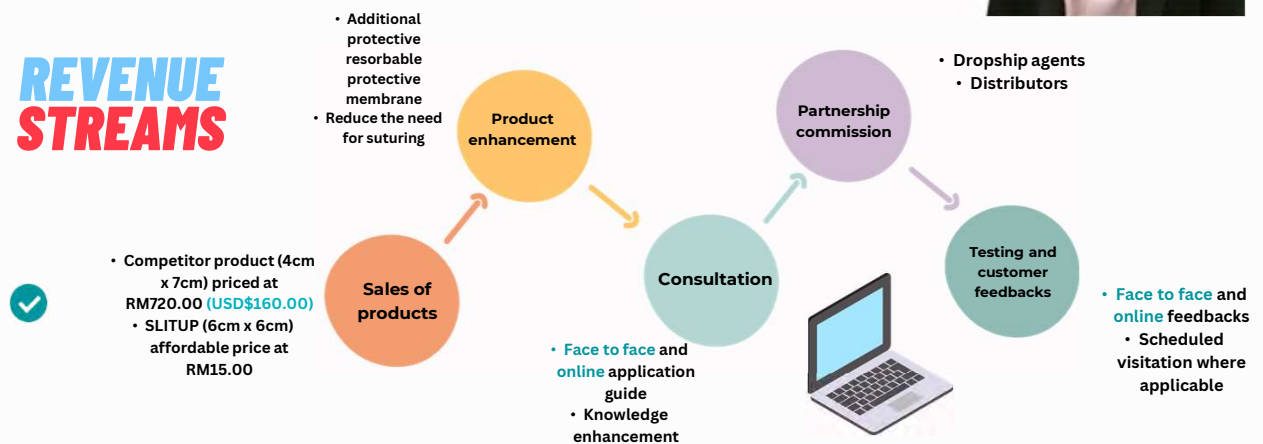 REVENUE
STREAMS
• Competitor product (4cm
x 7cm) priced at
RM720.00 (USD$160.00)
• SLITUP (6cm x 6cm)
affordable price at
RM15.00
Sales of
products
• Additional
protective
resorbable
protective
membrane
• Reduce the need
for suturing
Product
enhancement
Consultation
• Face to face and
online application
guide
• Knowledge
enhancement
Partnership
commission
• Dropship agents
• Distributors
Testing and
customer
feedbacks
• Face to face and
online feedbacks
• Scheduled
visitation where
applicable